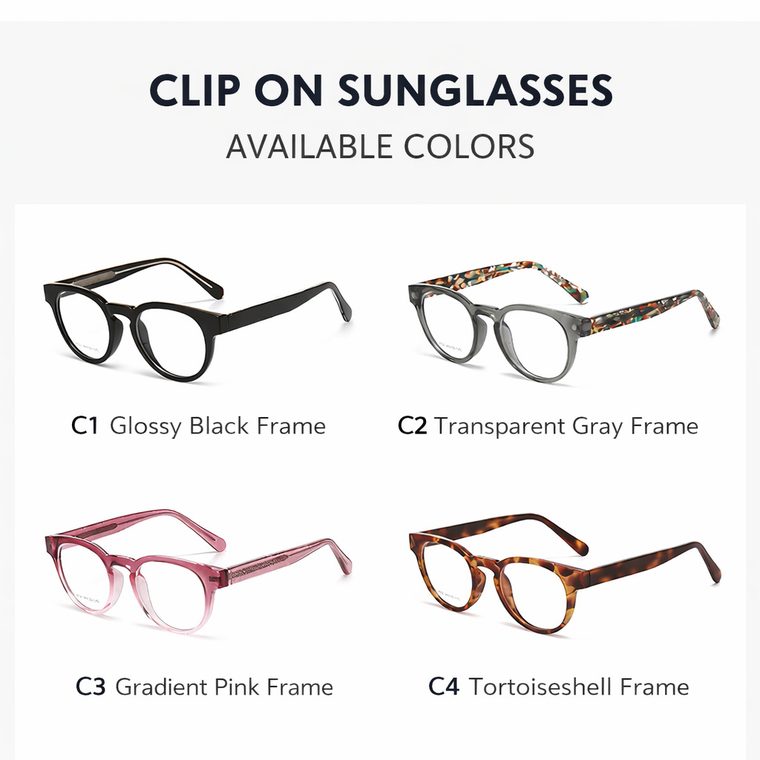 CLIP ON SUNGLASSES
AVAILABLE COLORS
C1 Glossy Black Frame
C2 Transparent Gray Frame
C3 Gradient Pink Frame
C4 Tortoiseshell Frame